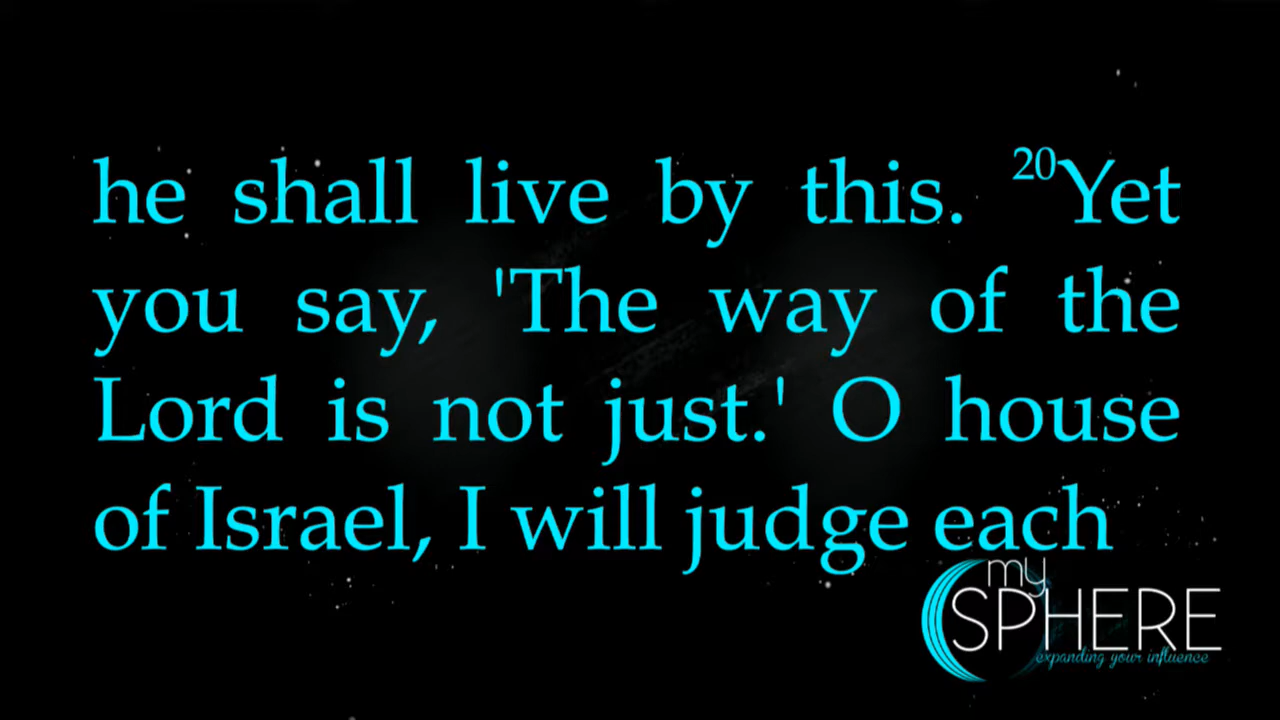 he shall live by this. 20Yet
you say, 'The way of the
Lord is not just.' O house
of Israel, I will judge each
my
SPHERE
expanding your influence